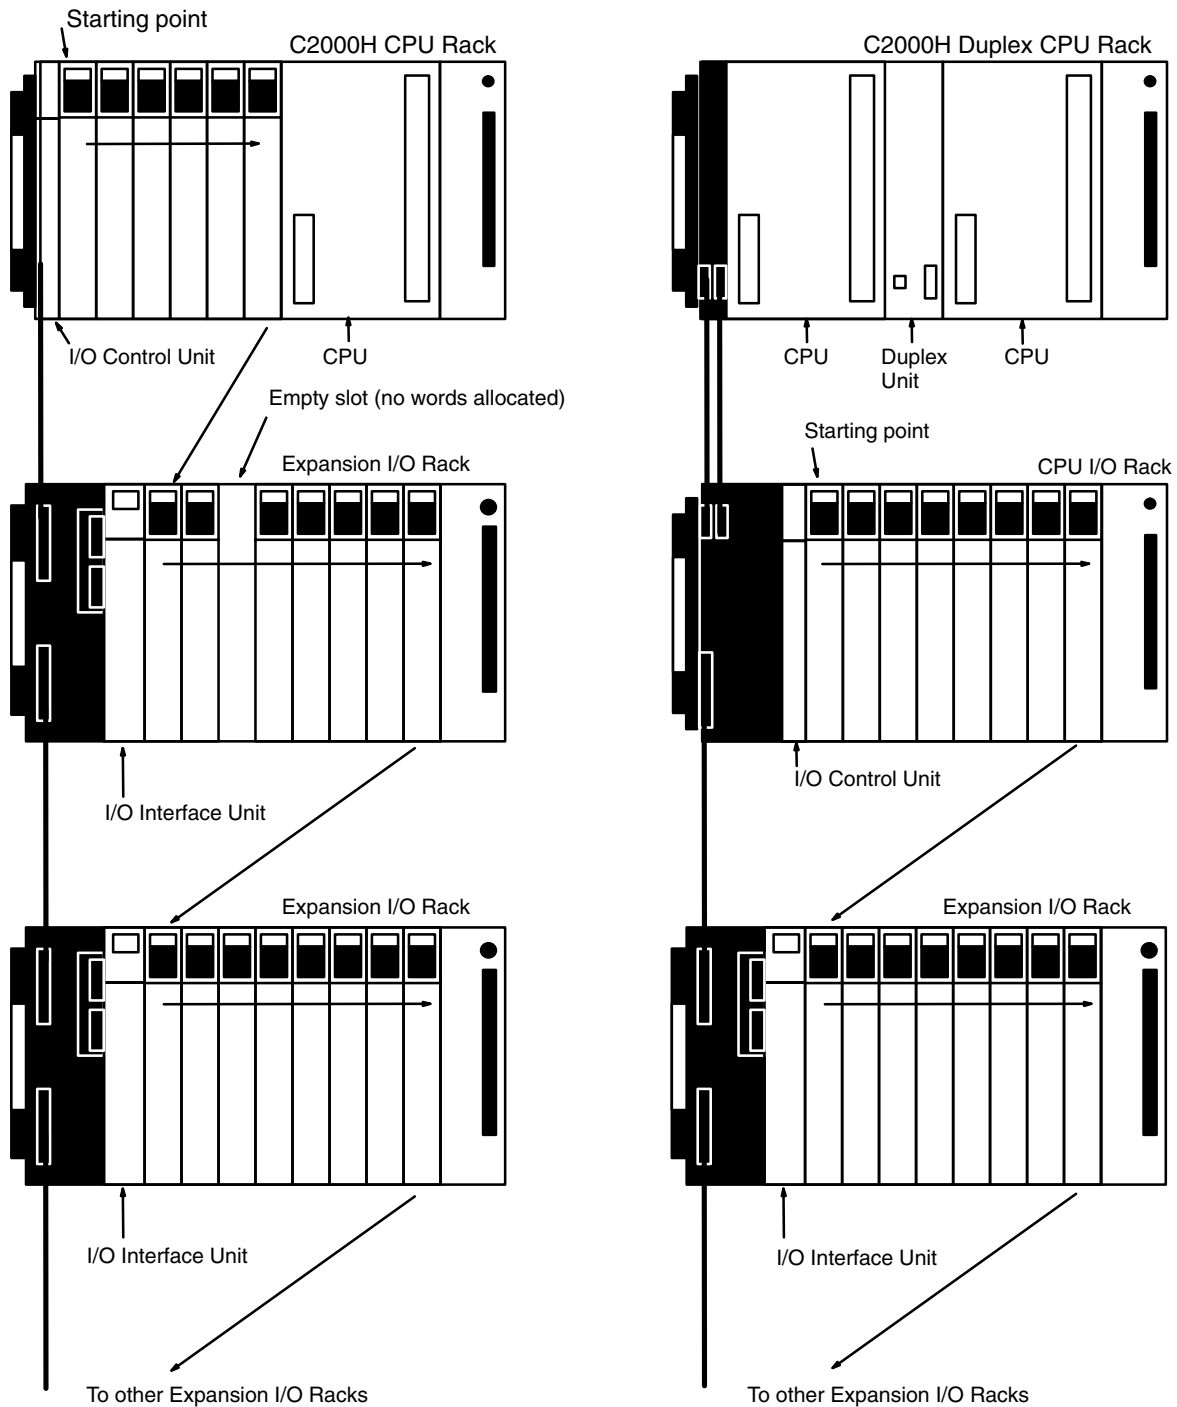 Starting point
C2000H CPU Rack
I/O Control Unit
CPU
Empty slot (no words allocated)
Expansion I/O Rack
I/O Interface Unit
Expansion I/O Rack
I/O Interface Unit
To other Expansion I/O Racks
C2000H Duplex CPU Rack
CPU
Duplex
Unit
CPU
Starting point
CPU I/O Rack
I/O Control Unit
Expansion I/O Rack
I/O Interface Unit
To other Expansion I/O Racks